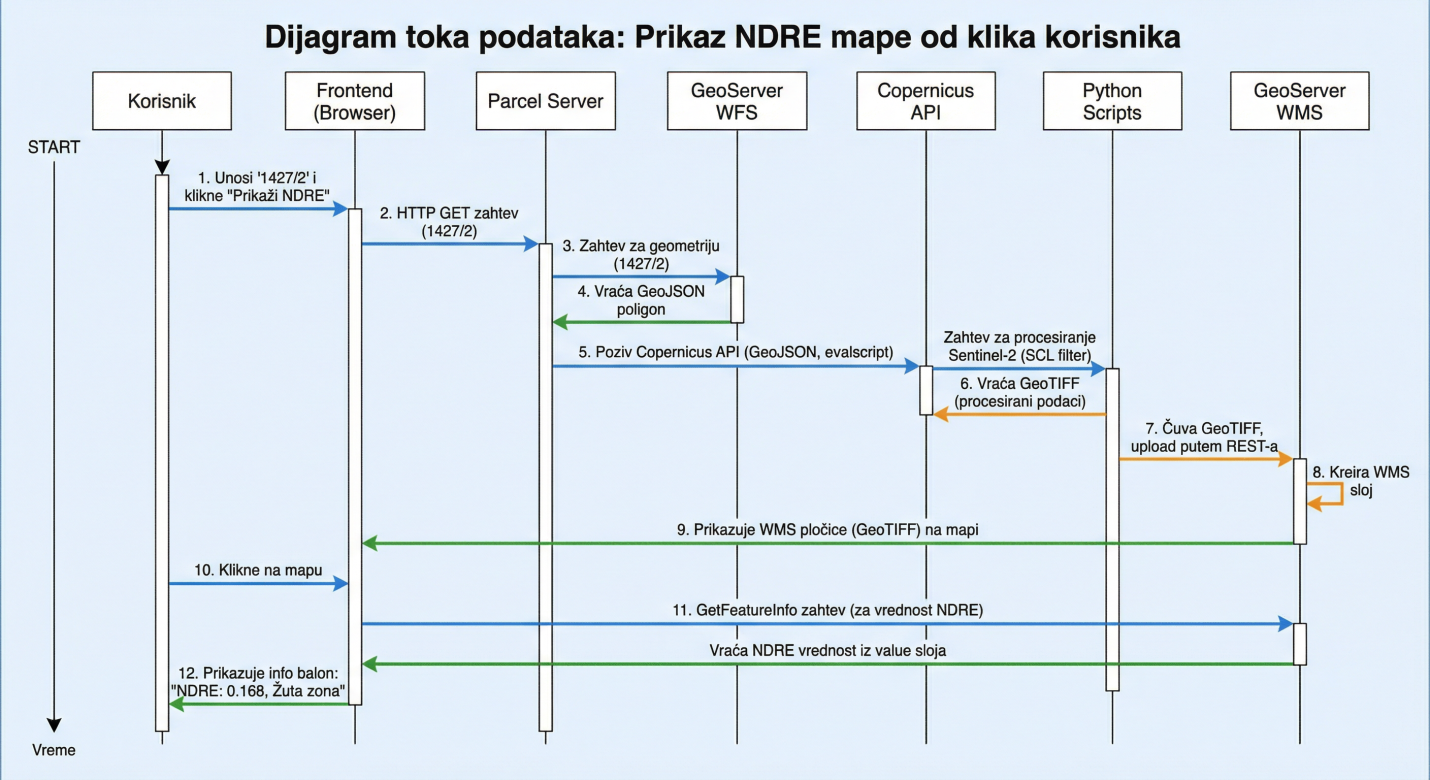 Dijagram toka podataka: Prikaz NDRE mape od klika korisnika
Korisnik
Frontend
(Browser)
Parcel Server
GeoServer
WFS
Copernicus
API
Python
Scripts
GeoServer
WMS
START
1. Unosi '1427/2' i
klikne "Prikaži NDRE"
2. HTTP GET zahtev
(1427/2)
3. Zahtev za geometriju
(1427/2)
4. Vraća GeoJSON
poligon
5. Poziv Copernicus API (GeoJSON, evalscript)
Zahtev za procesiranje
Sentinel-2 (SCL filter)
6. Vraća GeoTIFF
(procesirani podaci)
7. Čuva GeoTIFF,
upload putem REST-a
8. Kreira WMS
sloj
9. Prikazuje WMS pločice (GeoTIFF) na mapi
10. Klikne na mapu
11. GetFeatureInfo zahtev (za vrednost NDRE)
Vraća NDRE vrednost iz value sloja
12. Prikazuje info balon:
"NDRE: 0.168, Žuta zona"
Vreme